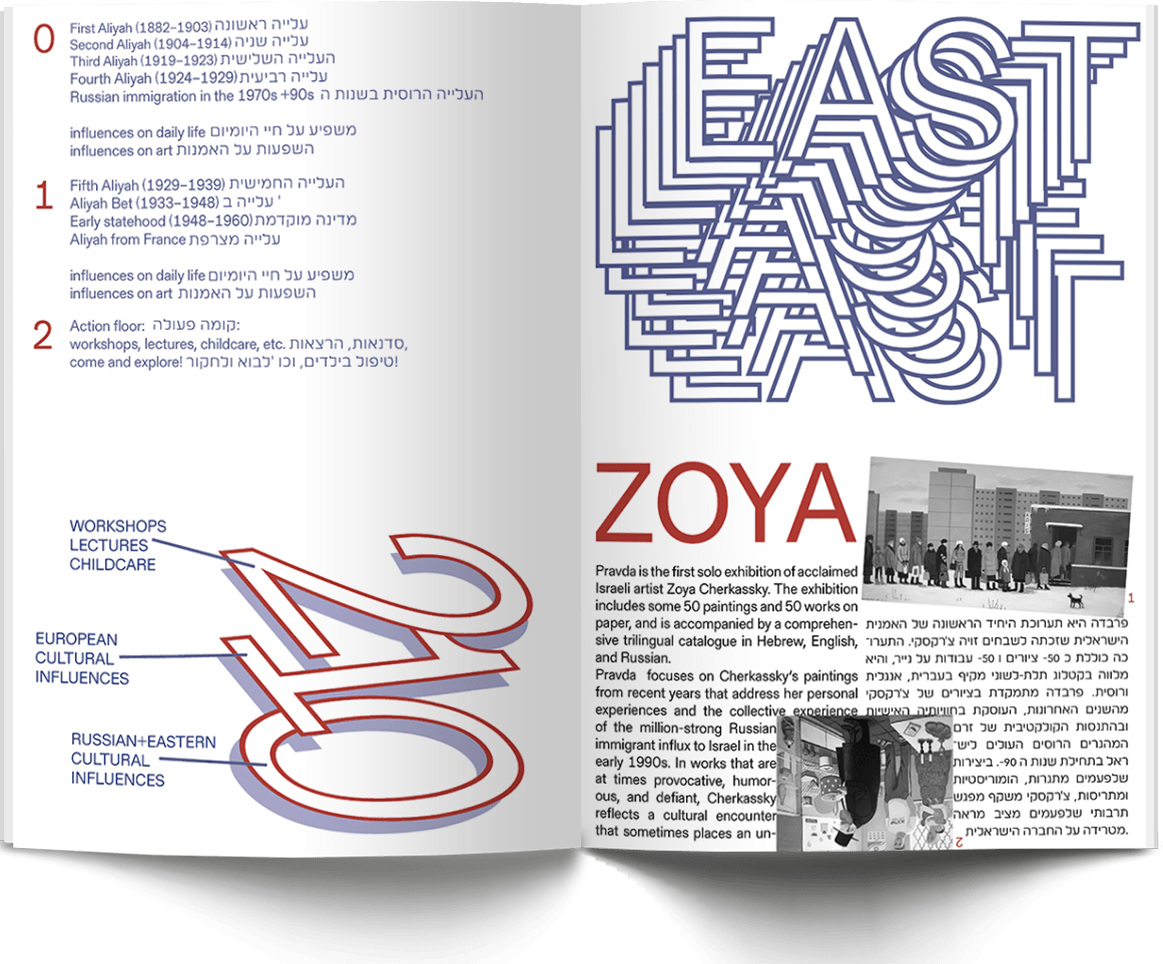 0
First Aliyah (1882–1903) עלייה ראשונה
Second Aliyah (1904–1914) עלייה שניה
Third Aliyah (1919–1923) העלייה השלישית
Fourth Aliyah (1924–1929) עלייה רביעית
Russian immigration in the 1970s +90s העלייה הרוסית בשנות ה
influences on daily life משפיע על חיי היומיום
influences on art השפעות על האמנות
1
Fifth Aliyah (1929–1939) העלייה החמישית
Aliyah Bet (1933–1948) עלייה ב '
Early statehood (1948–1960) מדינה מוקדמת
Aliyah from France עלייה מצרפת
influences on daily life משפיע על חיי היומיום
influences on art השפעות על האמנות
2
Action floor: קומה פעולה:
workshops, lectures, childcare, etc. סדנאות, הרצאות,
come and explore! טיפול בילדים, וכו 'לבוא ולחקור!
WORKSHOPS
LECTURES
CHILDCARE
EUROPEAN
CULTURAL
INFLUENCES
RUSSIAN+EASTERN
CULTURAL
INFLUENCES
2
1
0
EAST
EAST
EAST
ZOYA
Pravda is the first solo exhibition of acclaimed
Israeli artist Zoya Cherkassky. The exhibition
includes some 50 paintings and 50 works on
paper, and is accompanied by a comprehen-
sive trilingual catalogue in Hebrew, English,
and Russian.
Pravda focuses on Cherkassky's paintings
from recent years that address her personal
experiences and the collective experience
of the million-strong Russian
immigrant influx to Israel in the
early 1990s. In works that are
at times provocative, humor-
ous, and defiant, Cherkassky
reflects a cultural encounter
that sometimes places an un-
1
פרבדה היא תערוכת היחיד הראשונה של האמנית
הישראלית שזכתה לשבחים זויה צ'רקסקי. התערו-
כה כוללת כ 50- ציורים ו 50- עבודות על נייר, והיא
מלווה בקטלוג תלת-לשוני מקיף בעברית, אנגלית
ורוסית. פרבדה מתמקדת בציורים של צ'רקסקי
מהשנים האחרונות, העוסקת בחוויותיה האישיות
ובהתנסות הקולקטיבית של זרם
המהגרים הרוסים העולים ליש-
ראל בתחילת שנות ה 90-. ביצירות
שלפעמים מתגרות, הומוריסטיות
ומתריסות, צ'רקסקי משקף מפגש
תרבותי שלפעמים מציב מראה
מטרידה על החברה הישראלית.
2